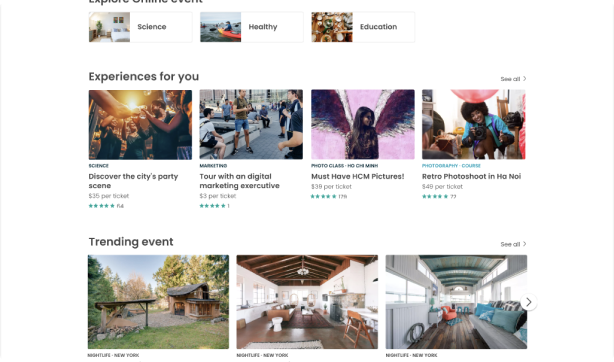 Explore Online event
Science
Healthy
Education
Experiences for you
See all
SCIENCE
Discover the city's party
scene
$35 per ticket
64
MARKETING
Tour with an digital
marketing exercutive
$3 per ticket
1
PHOTO CLASS • HO CHI MINH
Must Have HCM Pictures!
$39 per ticket
179
PHOTOGRAPHY • COURSE
Retro Photoshoot in Ha Noi
$49 per ticket
77
Trending event
See all
NIGHTLIFE • NEW YORK
NIGHTLIFE • NEW YORK
NIGHTLIFE • NEW YORK